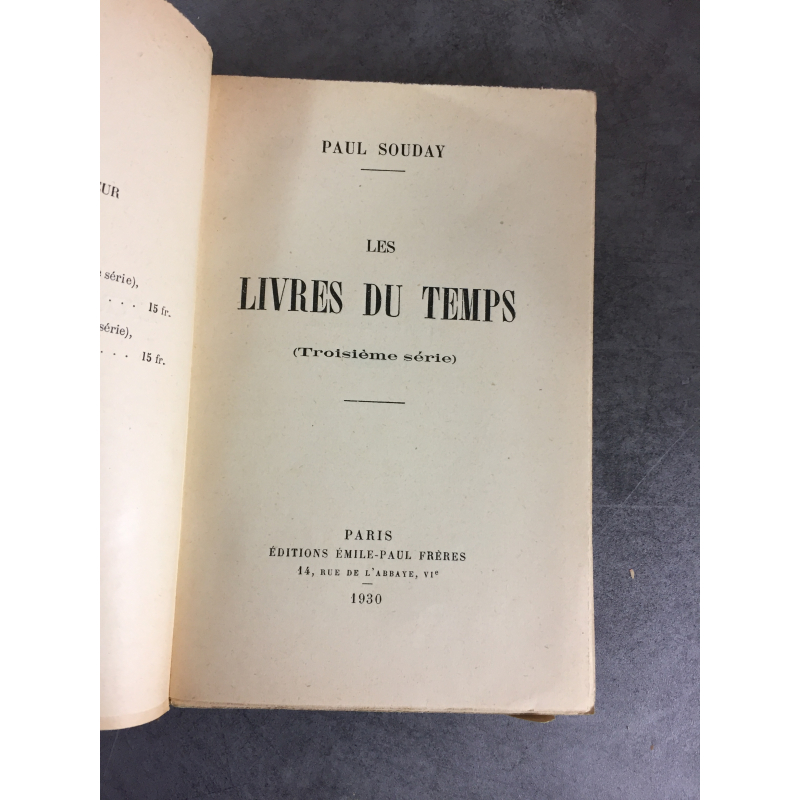 série),
. . . 15 fr.
série),
. . 15 fr.
PAUL SOUDAY
LES
LIVRES DU TEMPS
(Troisième série)
PARIS
ÉDITIONS ÉMILE-PAUL FRÈRES
14, RUE DE L'ABBAYE, VIe
1930